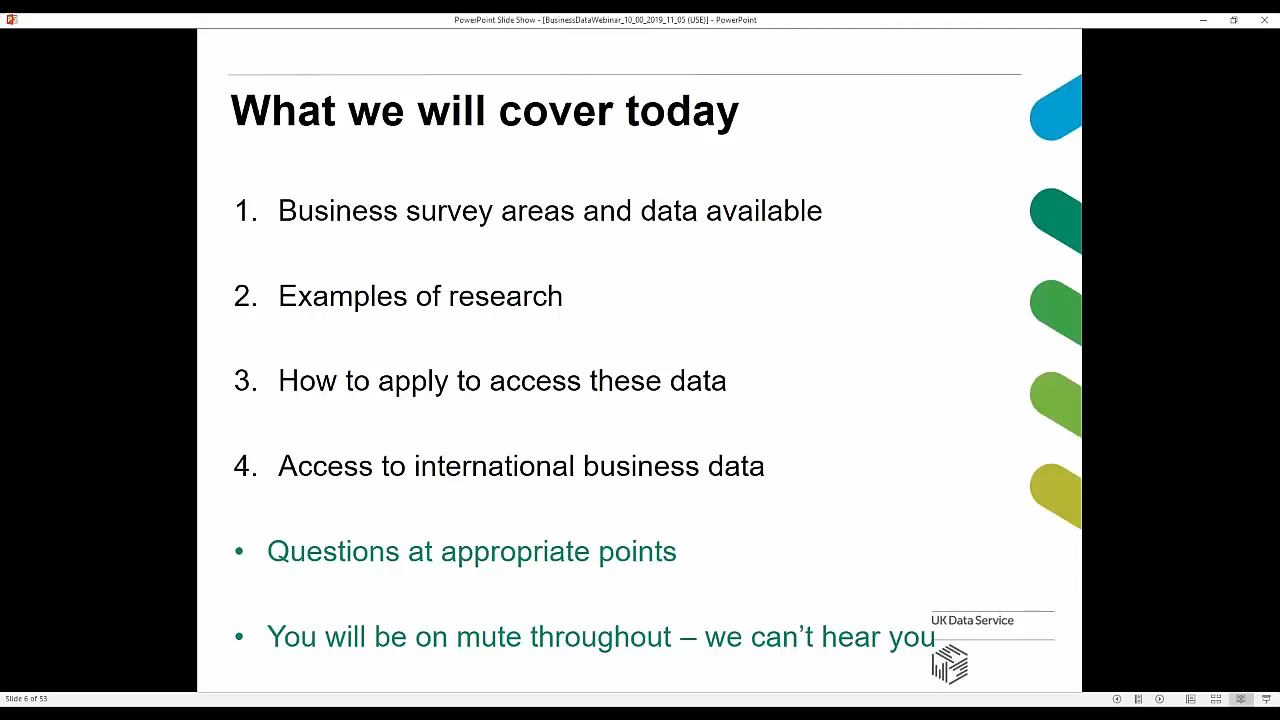 PowerPoint Slide Show - [BusinessDataWebinar_10_00_2019_11_05 (USE)] - PowerPoint
What we will cover today
1. Business survey areas and data available
2. Examples of research
3. How to apply to access these data
4. Access to international business data
• Questions at appropriate points
• You will be on mute throughout – we can't hear you
UK Data Service
Slide 6 of 53